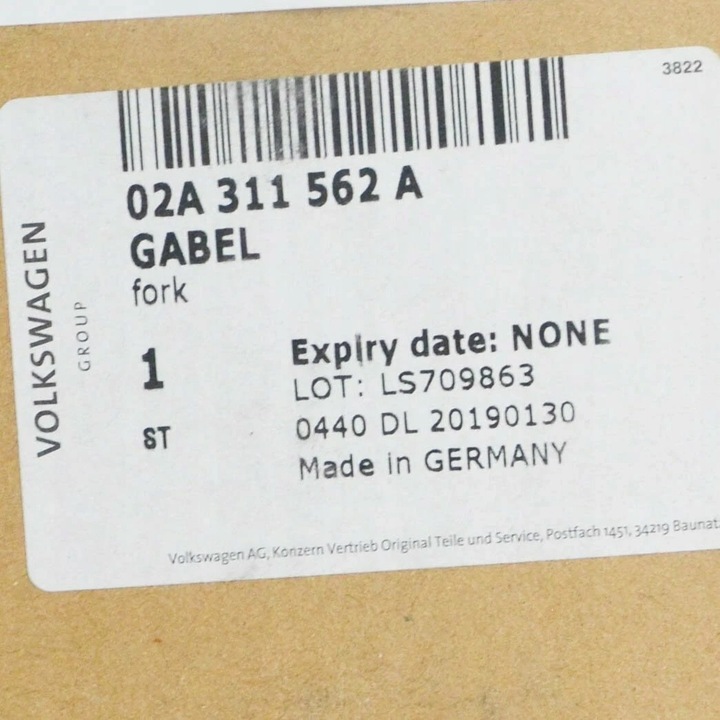 3822
02A 311 562 A
GABEL
fork
VOLKSWAGEN
GROUP
1
ST
Expiry date: NONE
LOT: LS709863
0440 DL 20190130
Made in GERMANY
Volkswagen AG, Konzern Vertrieb Original Teile und Service, Postfach 1451, 34219 Baunat